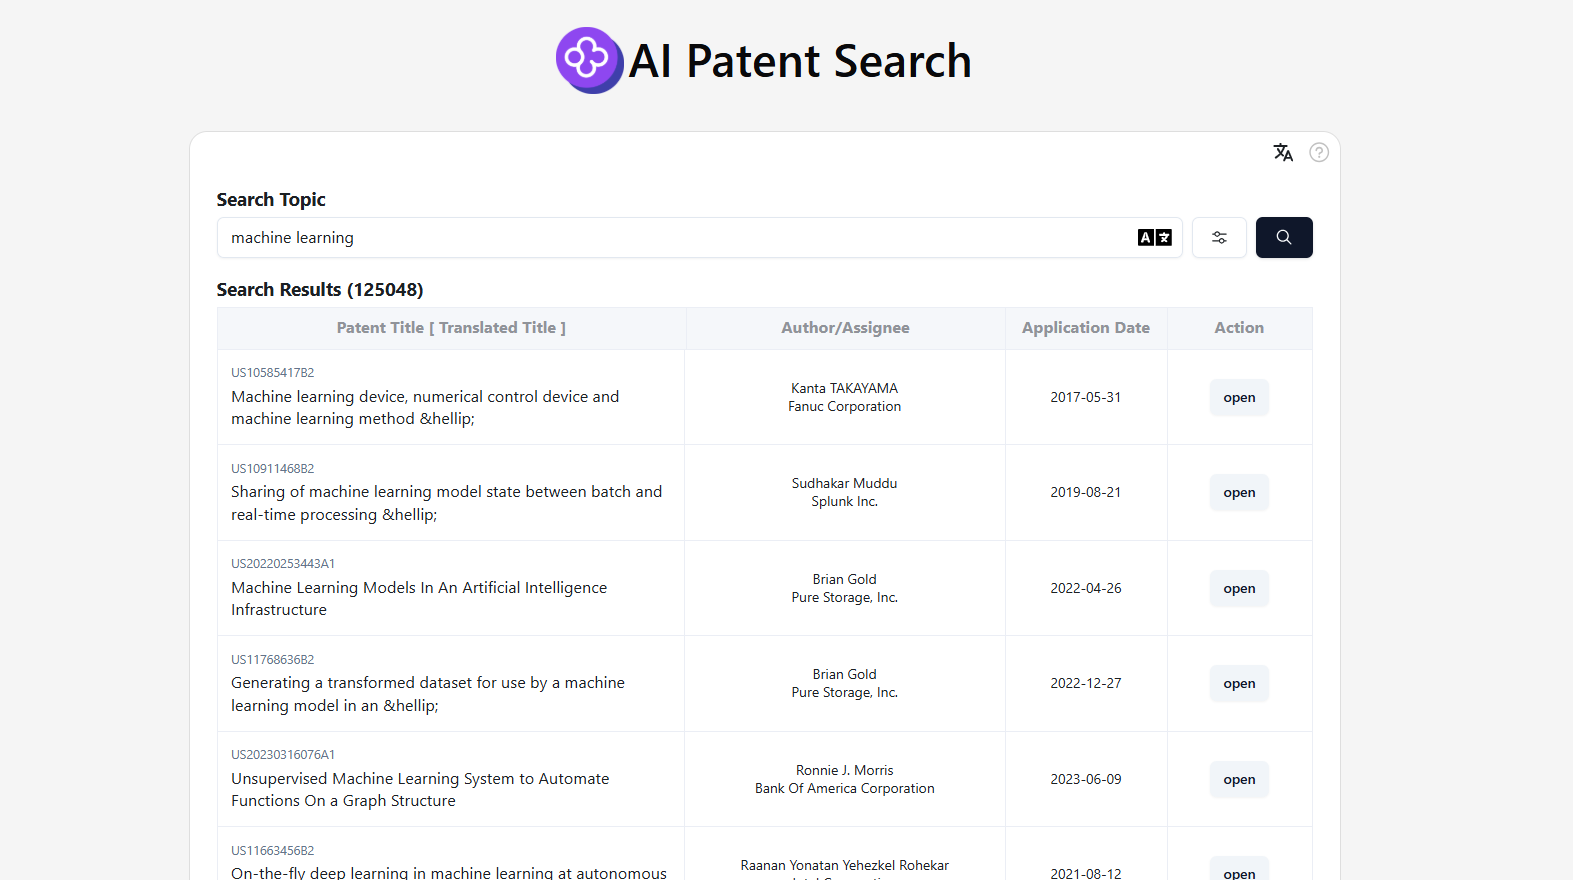 AI Patent Search
Search Topic
machine learning
Search Results (125048)
Patent Title [ Translated Title ] Author/Assignee Application Date Action
US10585417B2
Machine learning device, numerical control device and
machine learning method &hellip;
Kanta TAKAYAMA
Fanuc Corporation
2017-05-31
open
US10911468B2
Sharing of machine learning model state between batch and
real-time processing &hellip;
Sudhakar Muddu
Splunk Inc.
2019-08-21
open
US20220253443A1
Machine Learning Models In An Artificial Intelligence
Infrastructure
Brian Gold
Pure Storage, Inc.
2022-04-26
open
US11768636B2
Generating a transformed dataset for use by a machine
learning model in an &hellip;
Brian Gold
Pure Storage, Inc.
2022-12-27
open
US20230316076A1
Unsupervised Machine Learning System to Automate
Functions On a Graph Structure
Ronnie J. Morris
Bank Of America Corporation
2023-06-09
open
US11663456B2
On-the-fly deep learning in machine learning at autonomous
Raanan Yonatan Yehezkel Rohekar
2021-08-12
open